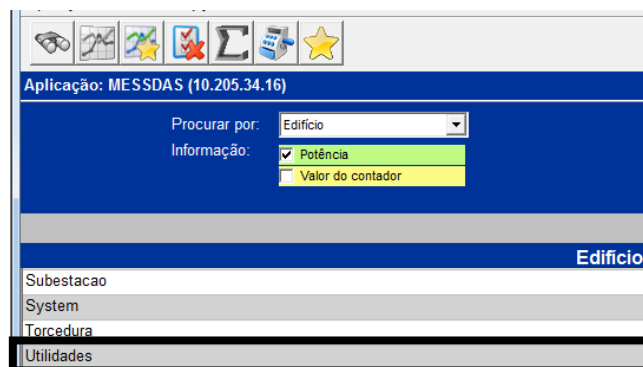 Aplicação: MESSDAS (10.205.34.16)
Procurar por: Edifício
Informação: Potência
Valor do contador
Edifício
Subestacao
System
Torcedura
Utilidades